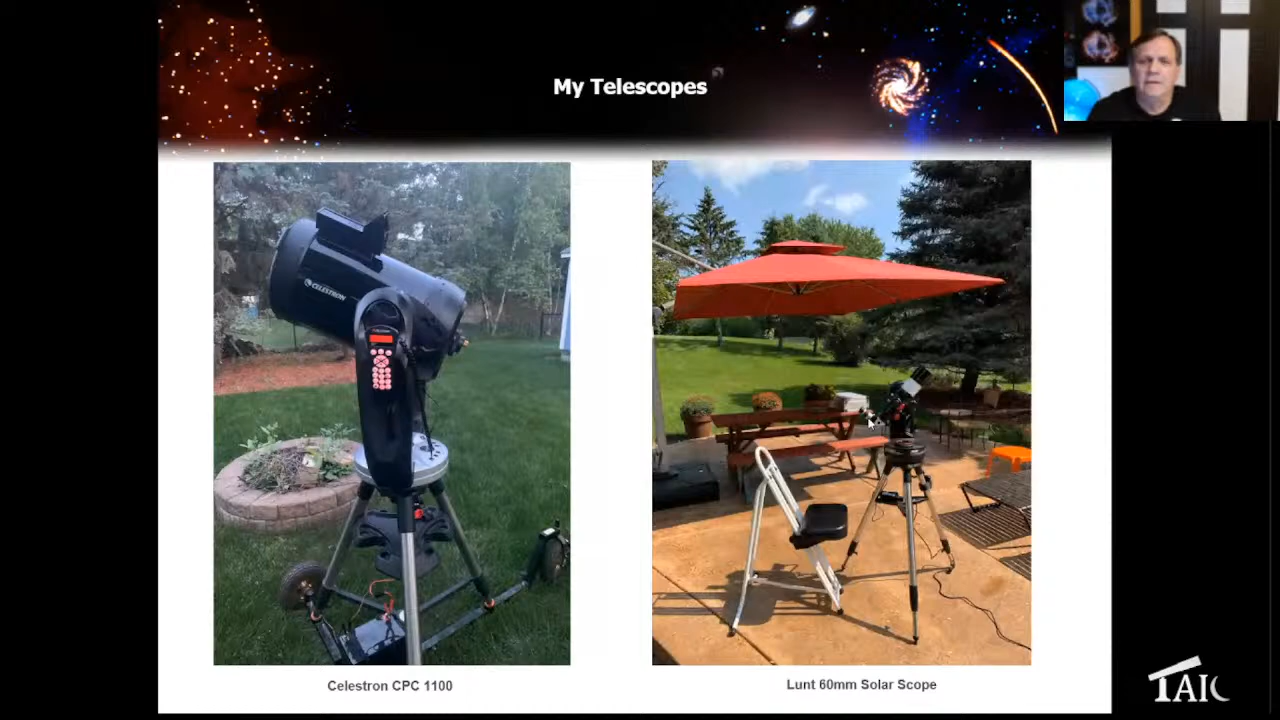 My Telescopes
CELESTRON
Celestron CPC 1100
Lunt 60mm Solar Scope
TAIC